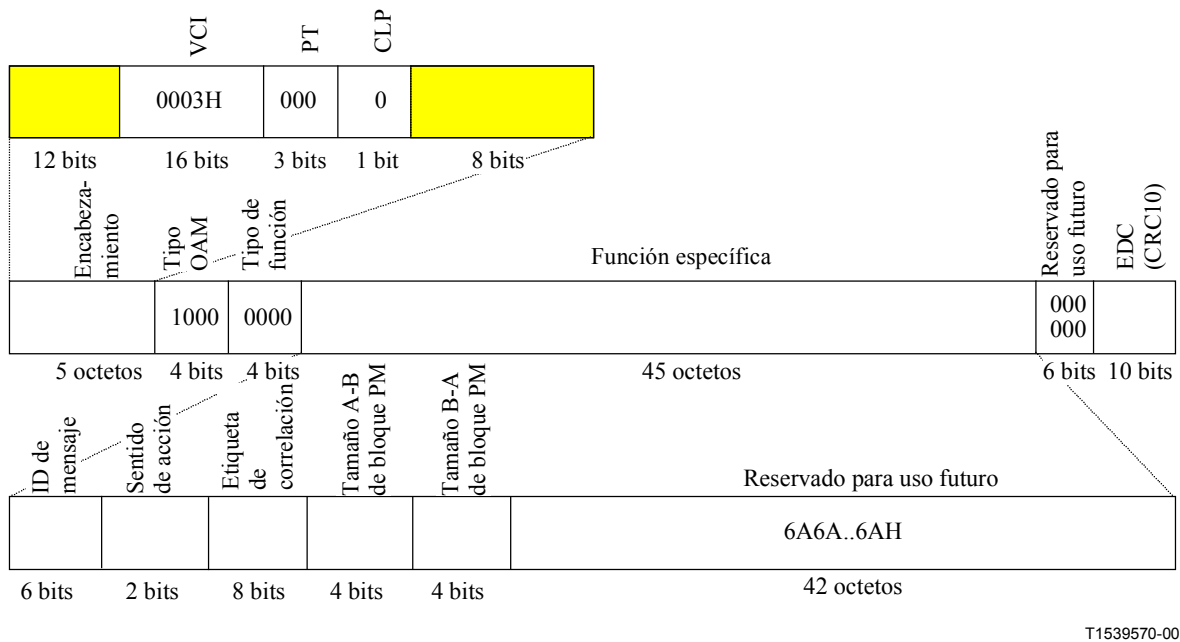 VCI
PT
CLP
0003H
000
0
12 bits
16 bits
3 bits
1 bit
8 bits
Encabeza-
miento
Tipo
OAM
Tipo de
función
Función específica
Reservado para
uso futuro
EDC
(CRC10)
1000
0000
000
000
5 octetos
4 bits
4 bits
45 octetos
6 bits
10 bits
ID de
mensaje
Sentido
de acción
Etiqueta
de
correlación
Tamaño A-B
de bloque PM
Tamaño B-A
de bloque PM
Reservado para uso futuro
6A6A..6AH
6 bits
2 bits
8 bits
4 bits
4 bits
42 octetos
T1539570-00